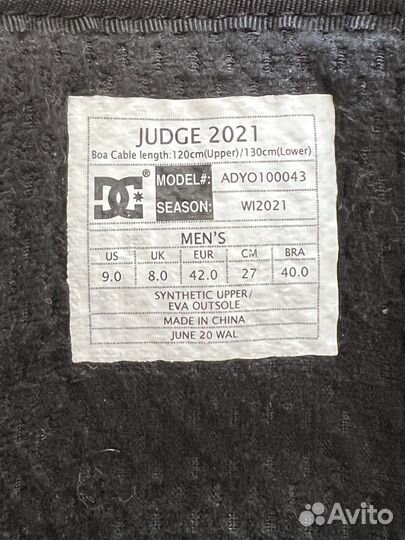 JUDGE 2021
Boa Cable length:120cm(Upper)/130cm(Lower)
DC ® MODEL#: ADYO100043
SEASON: WI2021
MEN'S
US UK EUR CM BRA
9.0 8.0 42.0 27 40.0
SYNTHETIC UPPER/
EVA OUTSOLE
MADE IN CHINA
JUNE 20 WAL
Avito